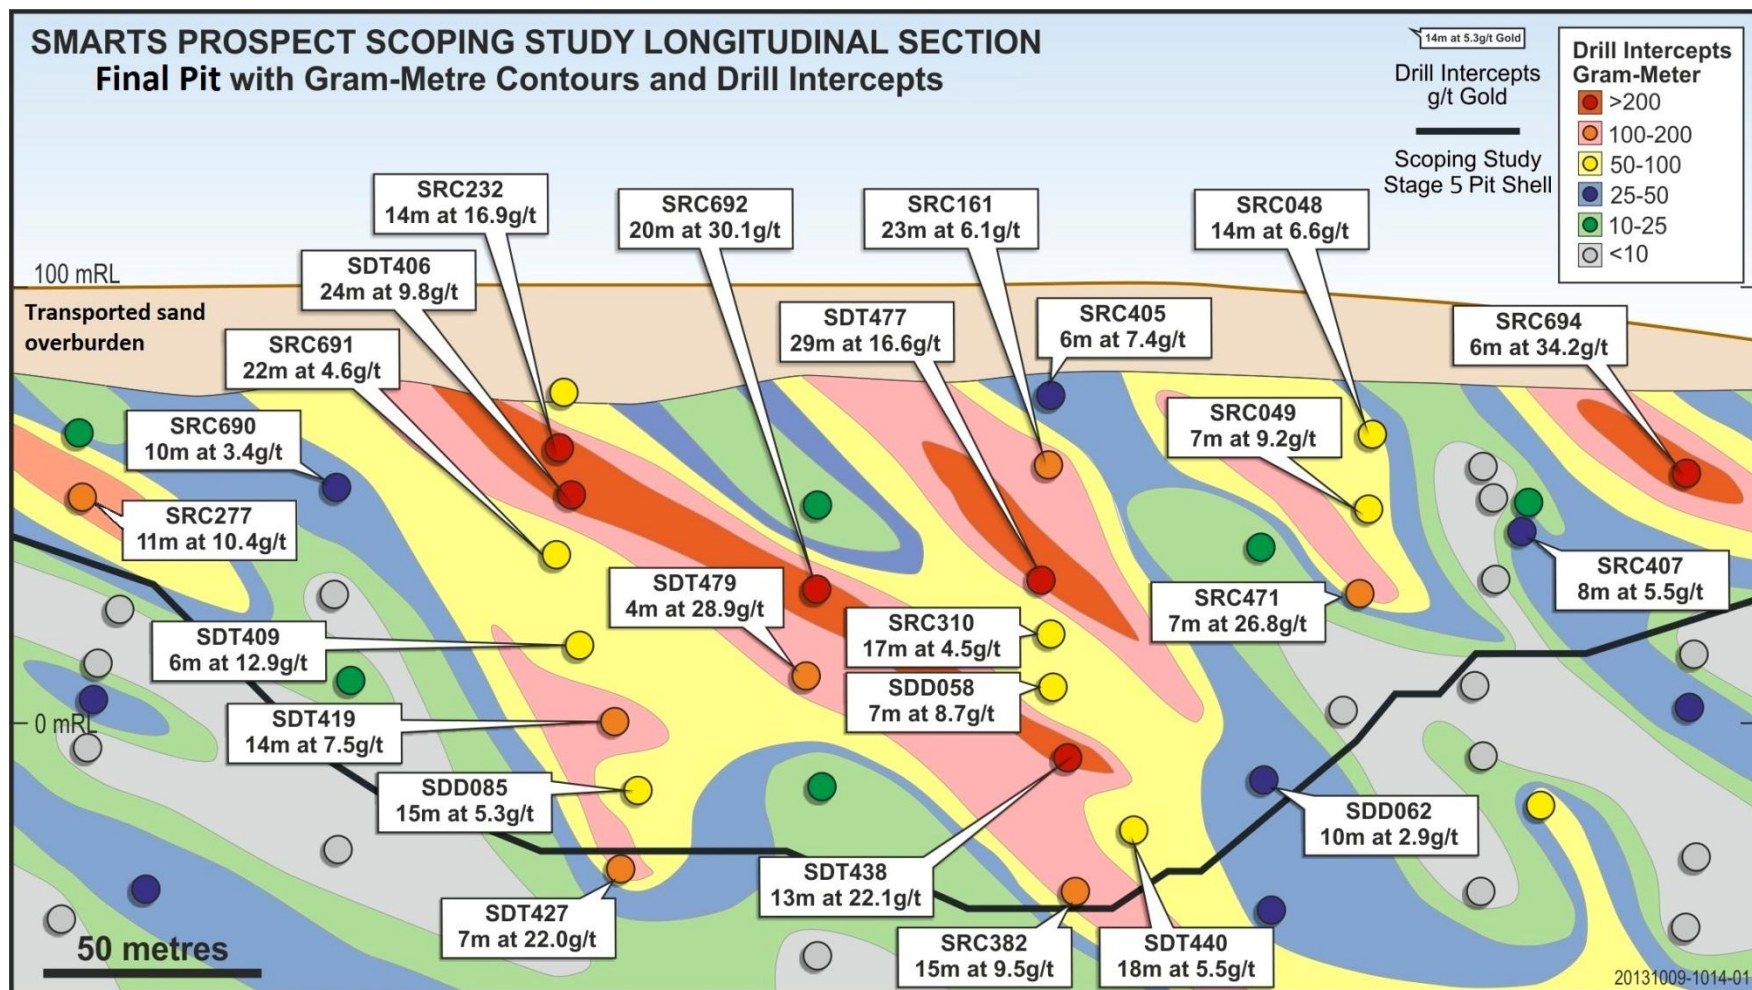 SMARTS PROSPECT SCOPING STUDY LONGITUDINAL SECTION
Final Pit with Gram-Metre Contours and Drill Intercepts
14m at 5.3g/t Gold
Drill Intercepts
g/t Gold
Scoping Study
Stage 5 Pit Shell
Drill Intercepts
Gram-Meter
>200
100-200
50-100
25-50
10-25
<10
100 mRL
Transported sand
overburden
SRC232
14m at 16.9g/t
SRC692
20m at 30.1g/t
SRC161
23m at 6.1g/t
SRC048
14m at 6.6g/t
SDT406
24m at 9.8g/t
SDT477
29m at 16.6g/t
SRC405
6m at 7.4g/t
SRC694
6m at 34.2g/t
SRC691
22m at 4.6g/t
SRC690
10m at 3.4g/t
SRC049
7m at 9.2g/t
SRC277
11m at 10.4g/t
SRC407
8m at 5.5g/t
SDT479
4m at 28.9g/t
SRC471
7m at 26.8g/t
SDT409
6m at 12.9g/t
SRC310
17m at 4.5g/t
SDD058
7m at 8.7g/t
0 mRL
SDT419
14m at 7.5g/t
SDD085
15m at 5.3g/t
SDD062
10m at 2.9g/t
SDT438
13m at 22.1g/t
SDT427
7m at 22.0g/t
SRC382
15m at 9.5g/t
SDT440
18m at 5.5g/t
50 metres
20131009-1014-01